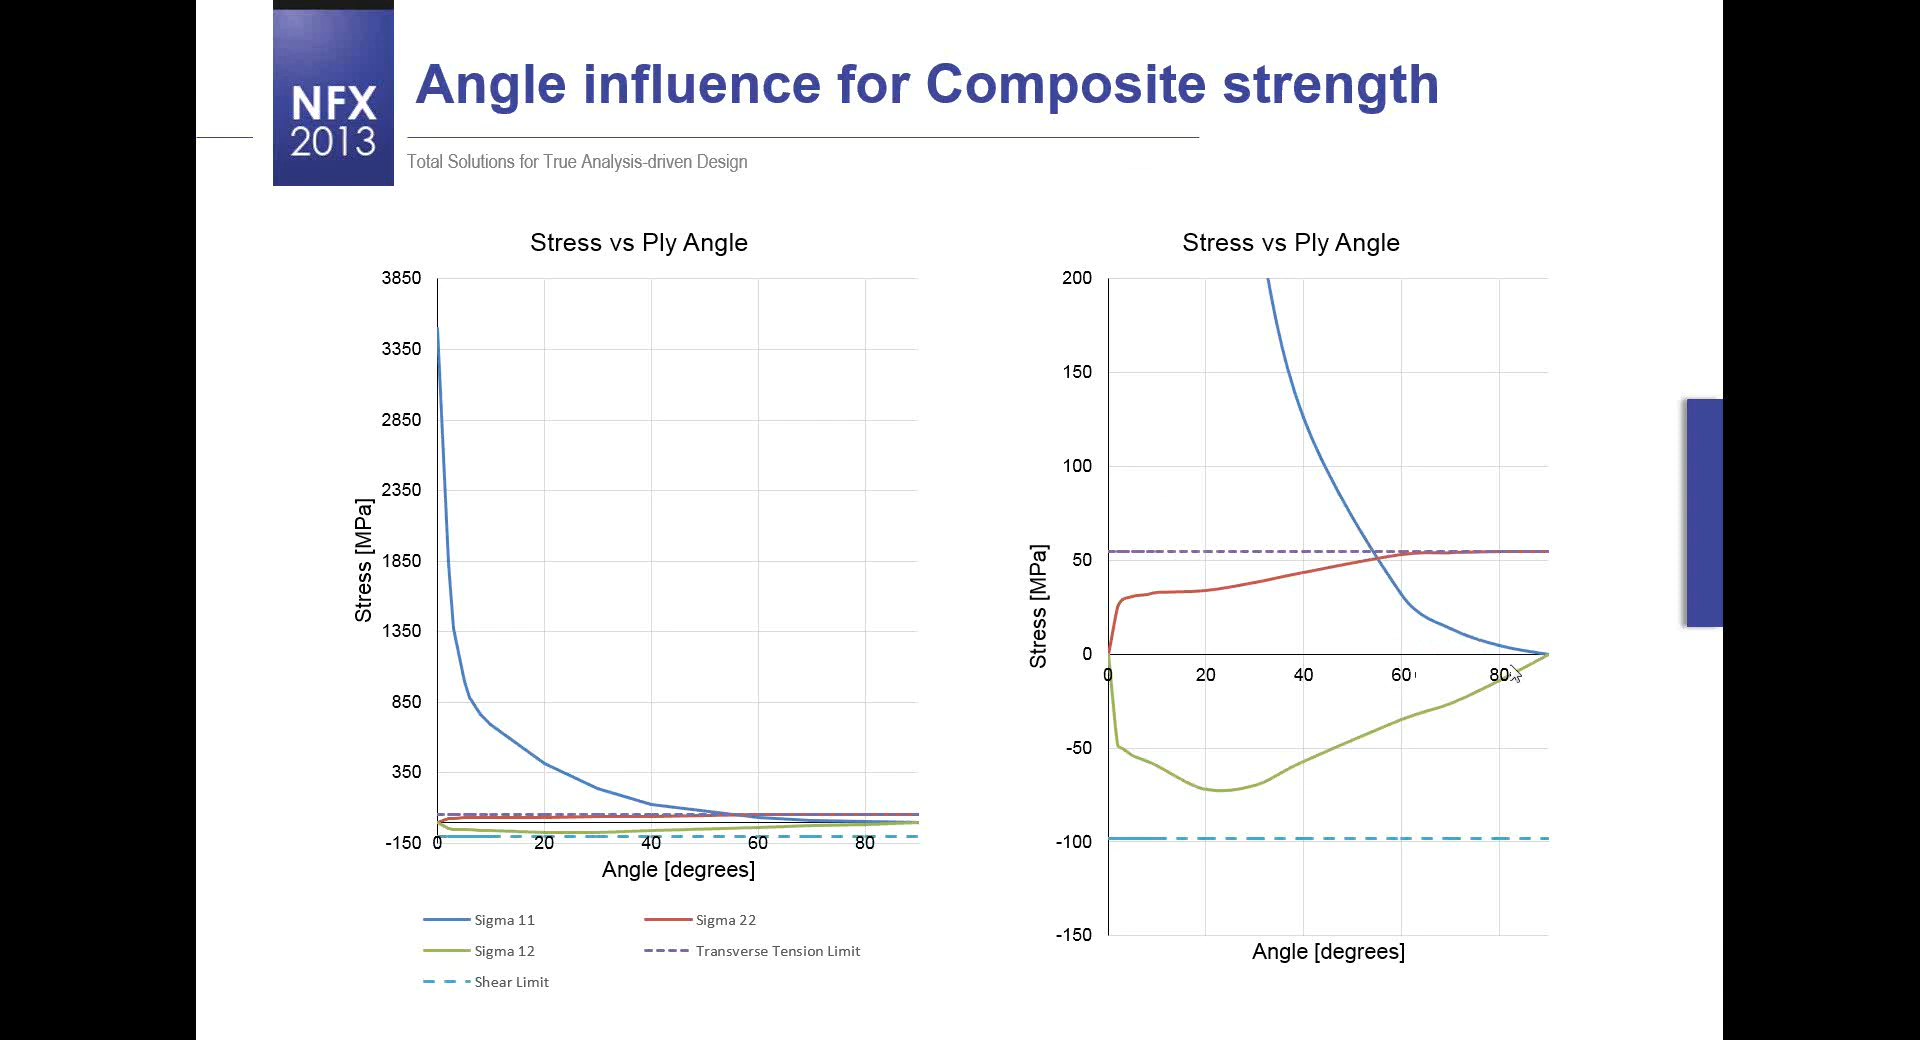 NFX
2013
Angle influence for Composite strength
Total Solutions for True Analysis-driven Design
Stress vs Ply Angle
3850
3350
2850
2350
1850
1350
850
350
-150
Stress [MPa]
0 20 40 60 80
Angle [degrees]
Sigma 11 Sigma 22
Sigma 12 Transverse Tension Limit
Shear Limit
Stress vs Ply Angle
200
150
100
50
0
-50
-100
-150
Stress [MPa]
0 20 40 60 80
Angle [degrees]